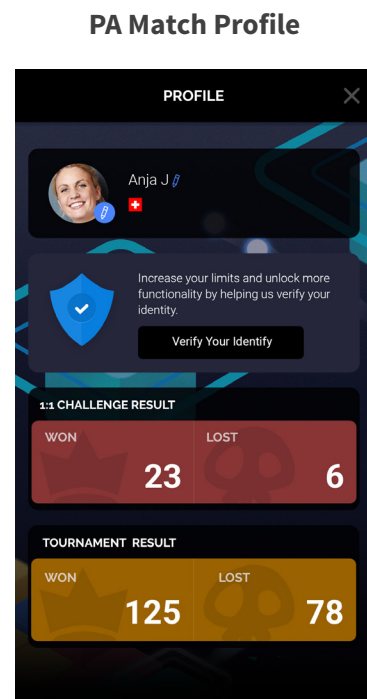 PA Match Profile
PROFILE
Anja J
Increase your limits and unlock more
functionality by helping us verify your
identity.
Verify Your Identify
1:1 CHALLENGE RESULT
WON LOST
23 6
TOURNAMENT RESULT
WON LOST
125 78